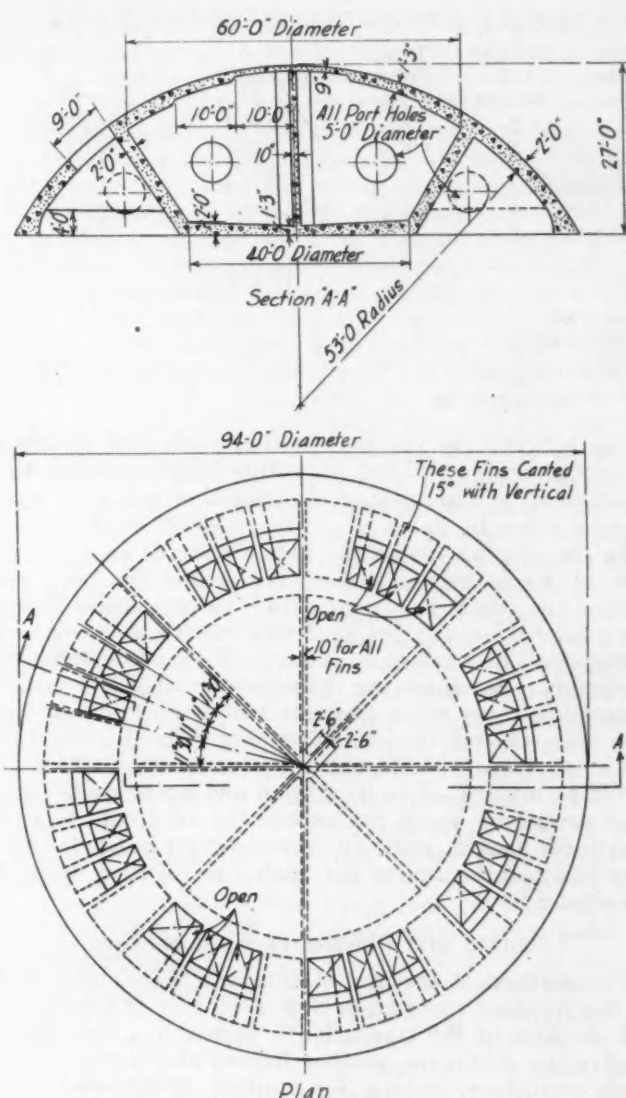 60'-0" Diameter
1'-3"
9"
9'-0"
10'-0"
10'-0"
All Port Holes
5'-0" Diameter
10"
2'-0"
2'-0"
27'-0"
4'-0"
2'-0"
1'-3"
40'-0 Diameter
Section "A-A"
53'-0 Radius
94'-0" Diameter
These Fins Canted
15° with Vertical
Open
10" for All
Fins
A
A
2'-6"
2'-6"
Open
Plan